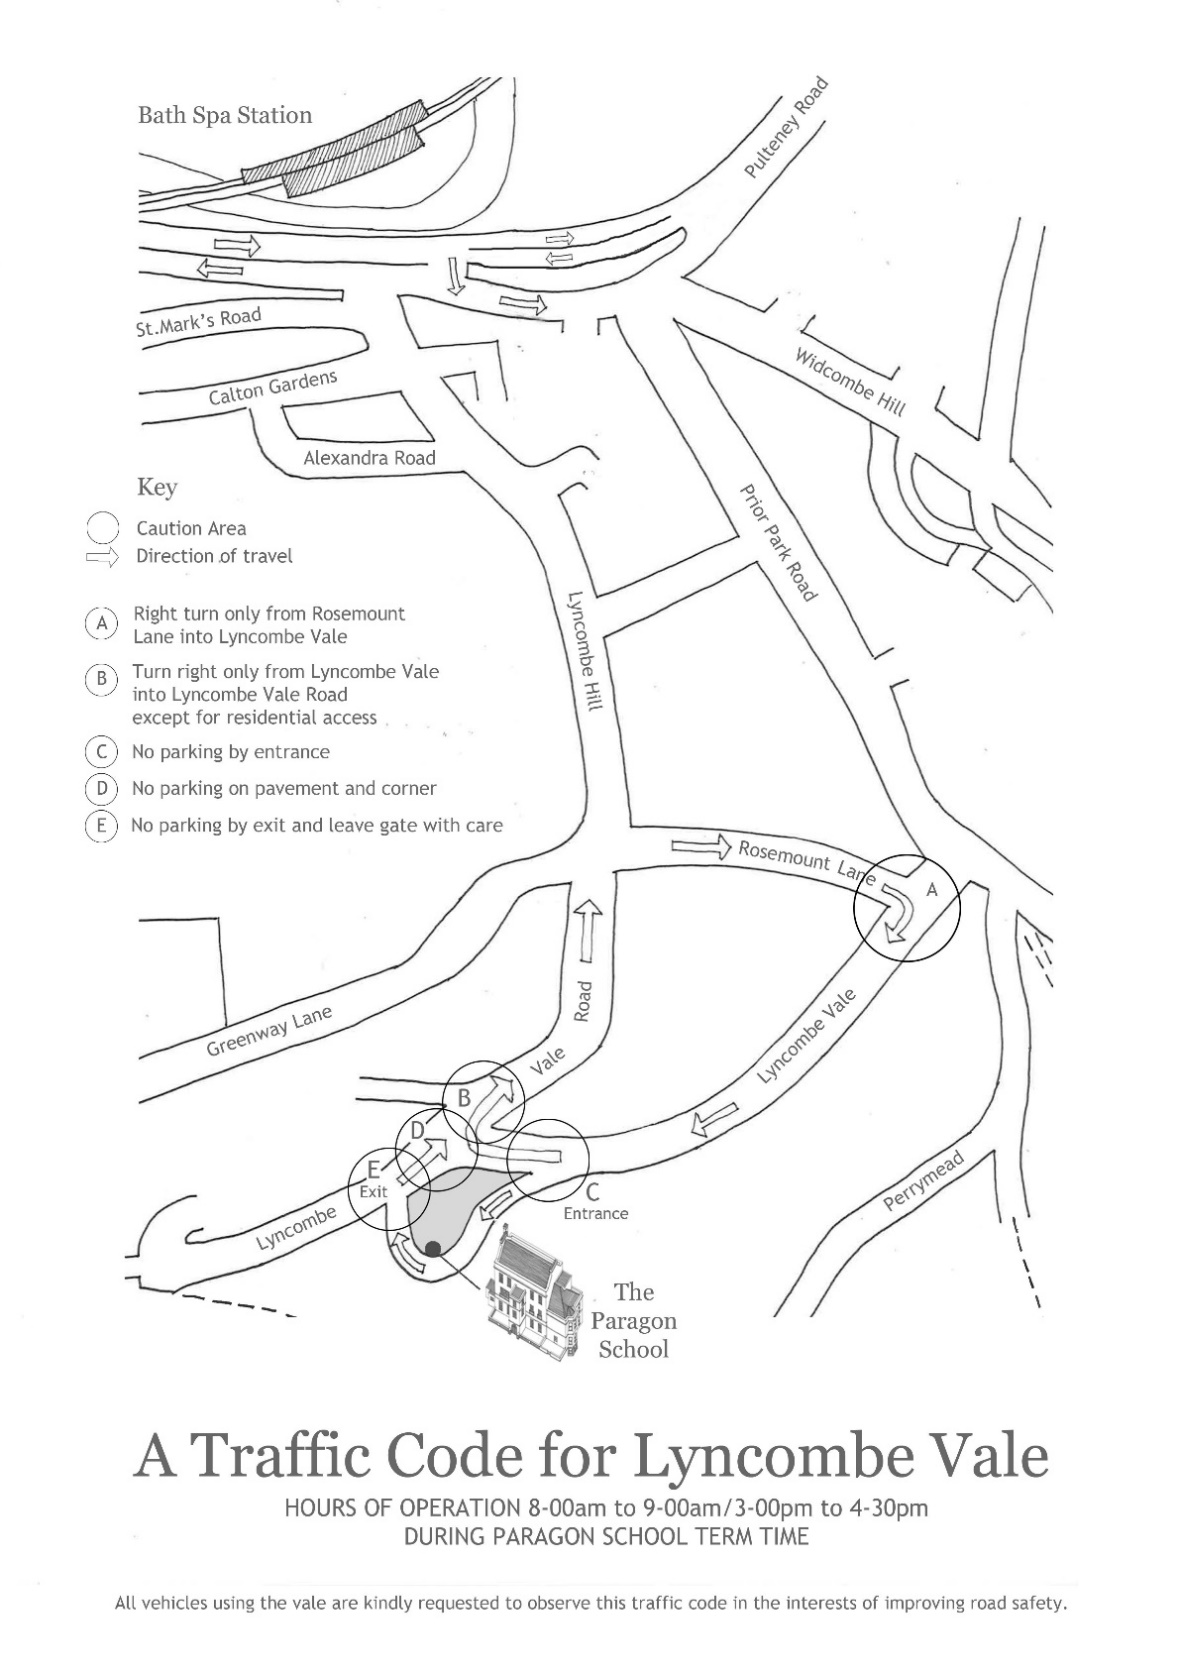 Bath Spa Station
Pulteney Road
St.Mark's Road
Calton Gardens
Widcombe Hill
Alexandra Road
Prior Park Road
Key
Caution Area
Direction of travel
A
Right turn only from Rosemount
Lane into Lyncombe Vale
B
Turn right only from Lyncombe Vale
into Lyncombe Vale Road
except for residential access
C
No parking by entrance
D
No parking on pavement and corner
E
No parking by exit and leave gate with care
Lyncombe Hill
Rosemount Lane
A
Greenway Lane
Road
Vale
Lyncombe Vale
B
D
E
Exit
C
Entrance
Lyncombe
Perrymead
The
Paragon
School
A Traffic Code for Lyncombe Vale
HOURS OF OPERATION 8-00am to 9-00am/3-00pm to 4-30pm
DURING PARAGON SCHOOL TERM TIME
All vehicles using the vale are kindly requested to observe this traffic code in the interests of improving road safety.